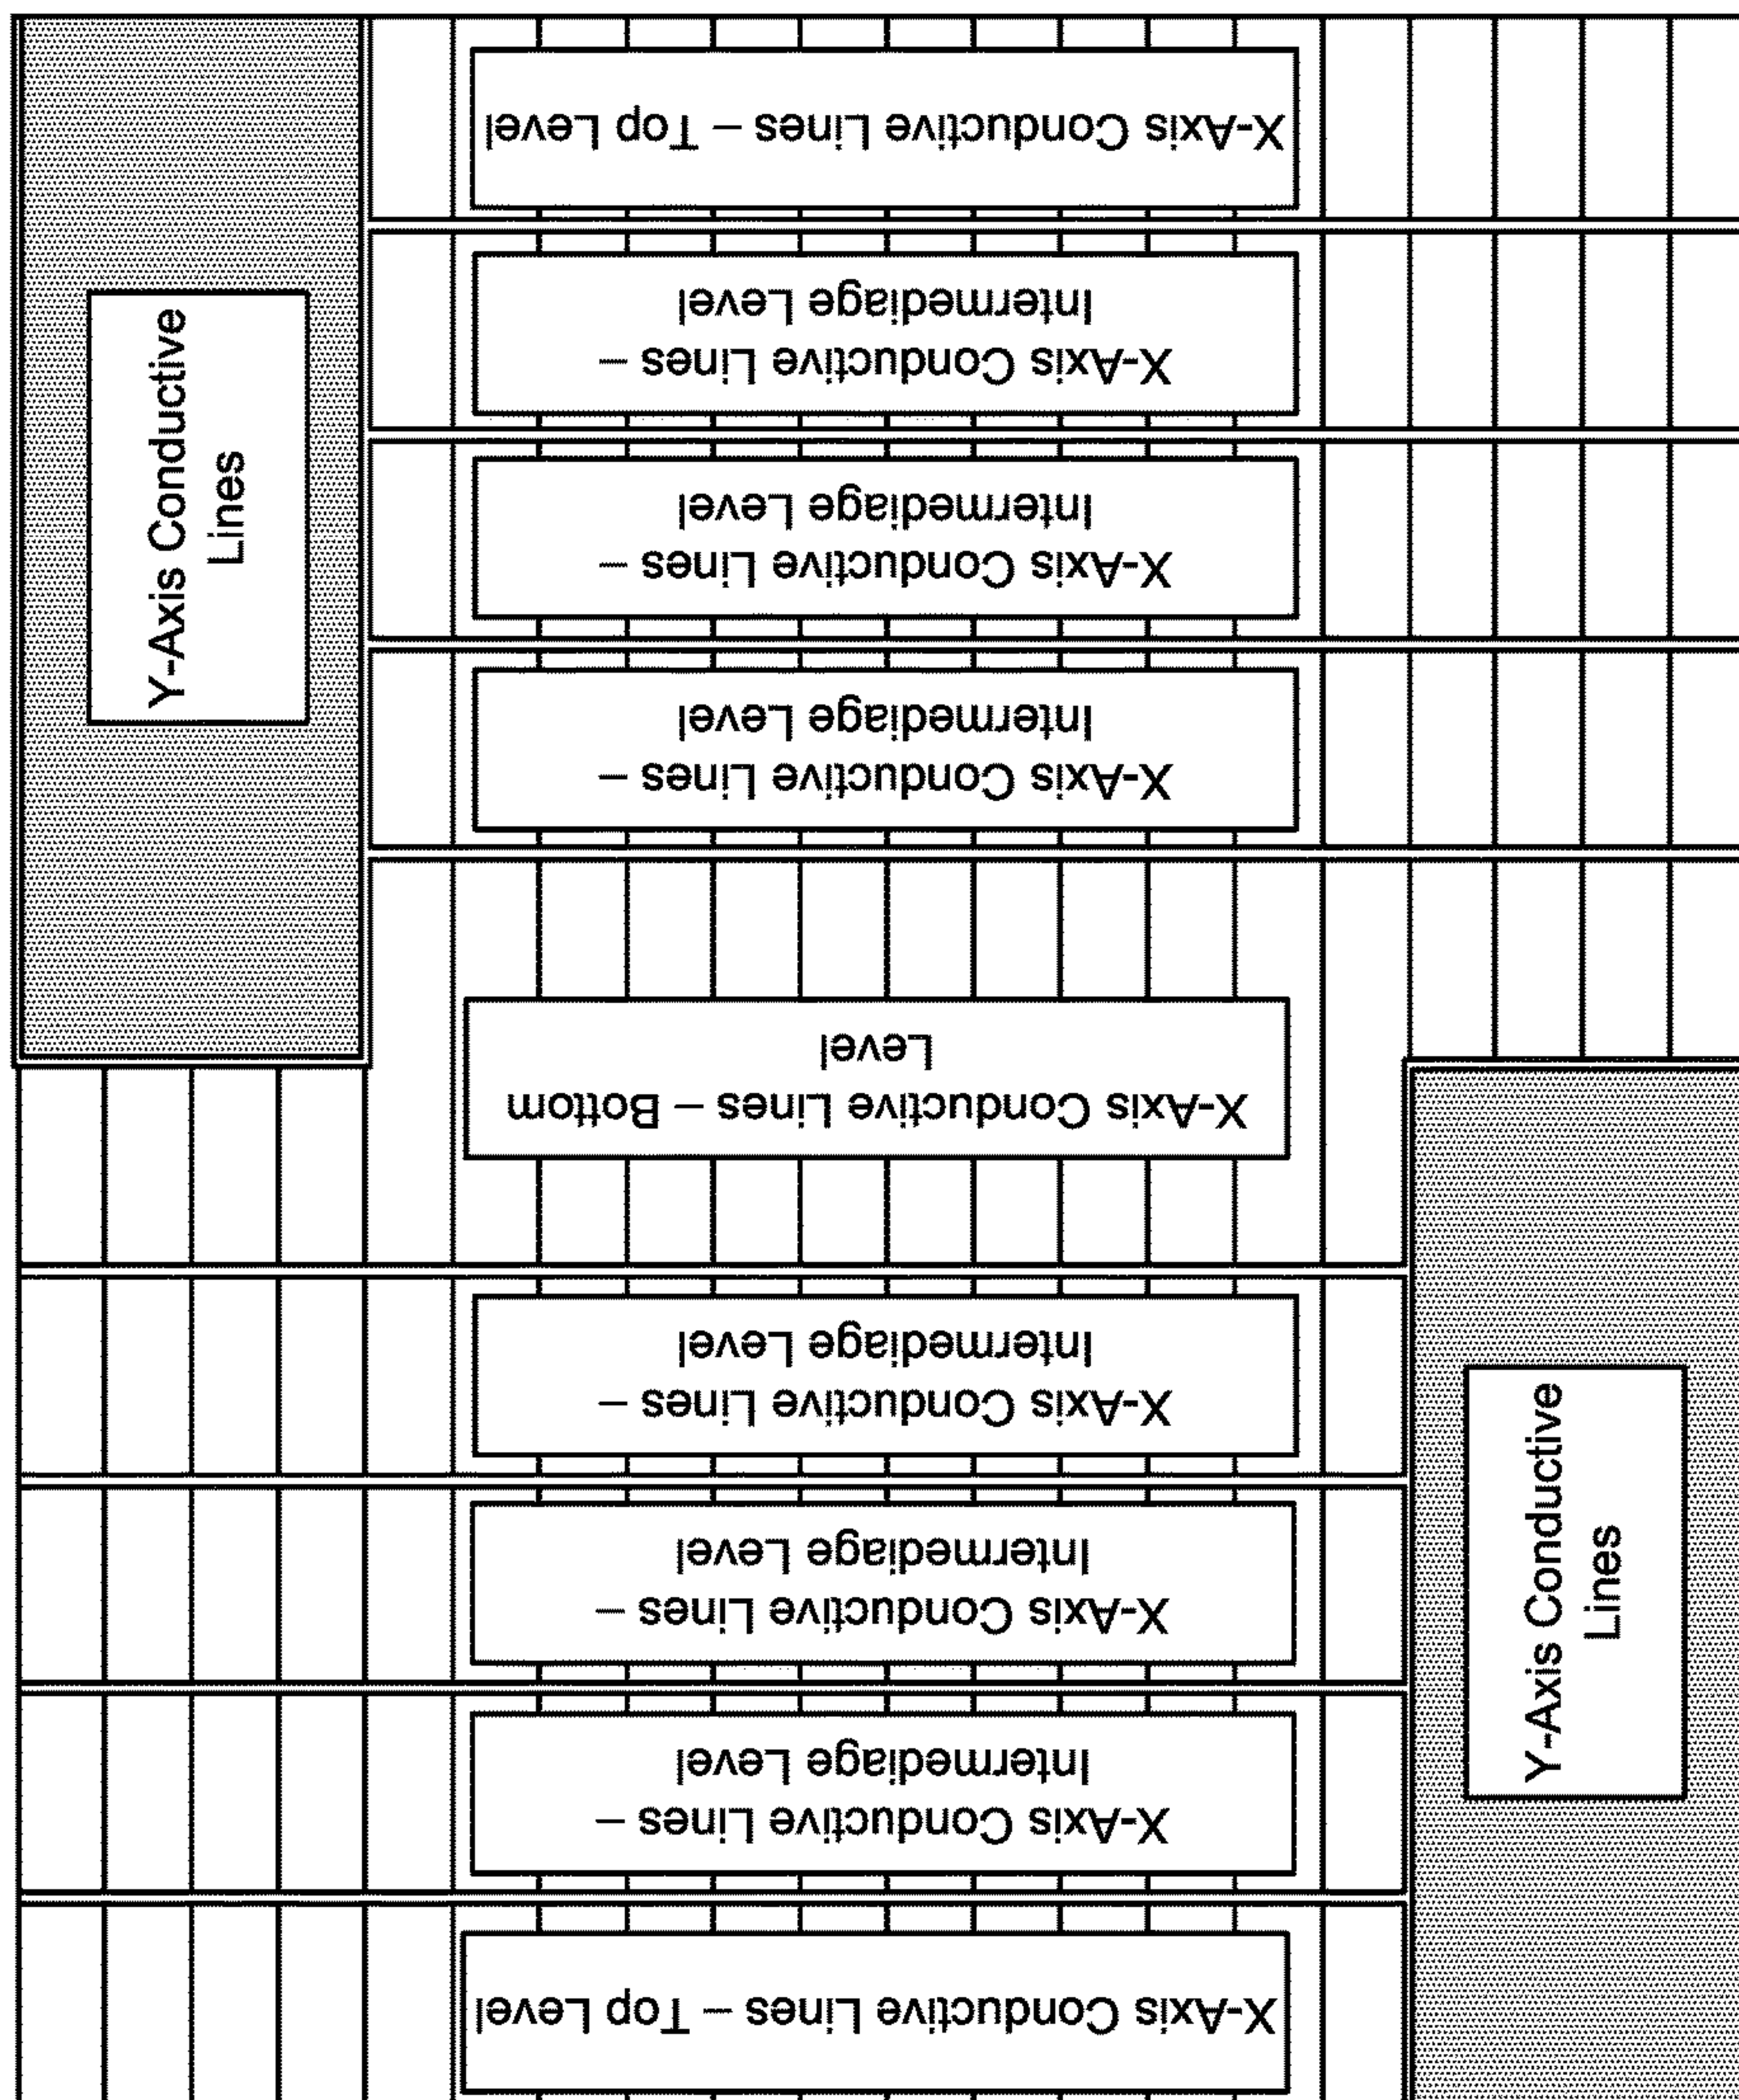 X-Axis Conductive Lines – Top Level
X-Axis Conductive Lines –
Intermediage Level
X-Axis Conductive Lines –
Intermediage Level
X-Axis Conductive Lines –
Intermediage Level
X-Axis Conductive Lines – Bottom
Level
X-Axis Conductive Lines –
Intermediage Level
X-Axis Conductive Lines –
Intermediage Level
X-Axis Conductive Lines –
Intermediage Level
X-Axis Conductive Lines – Top Level
Y-Axis Conductive
Lines
Y-Axis Conductive
Lines